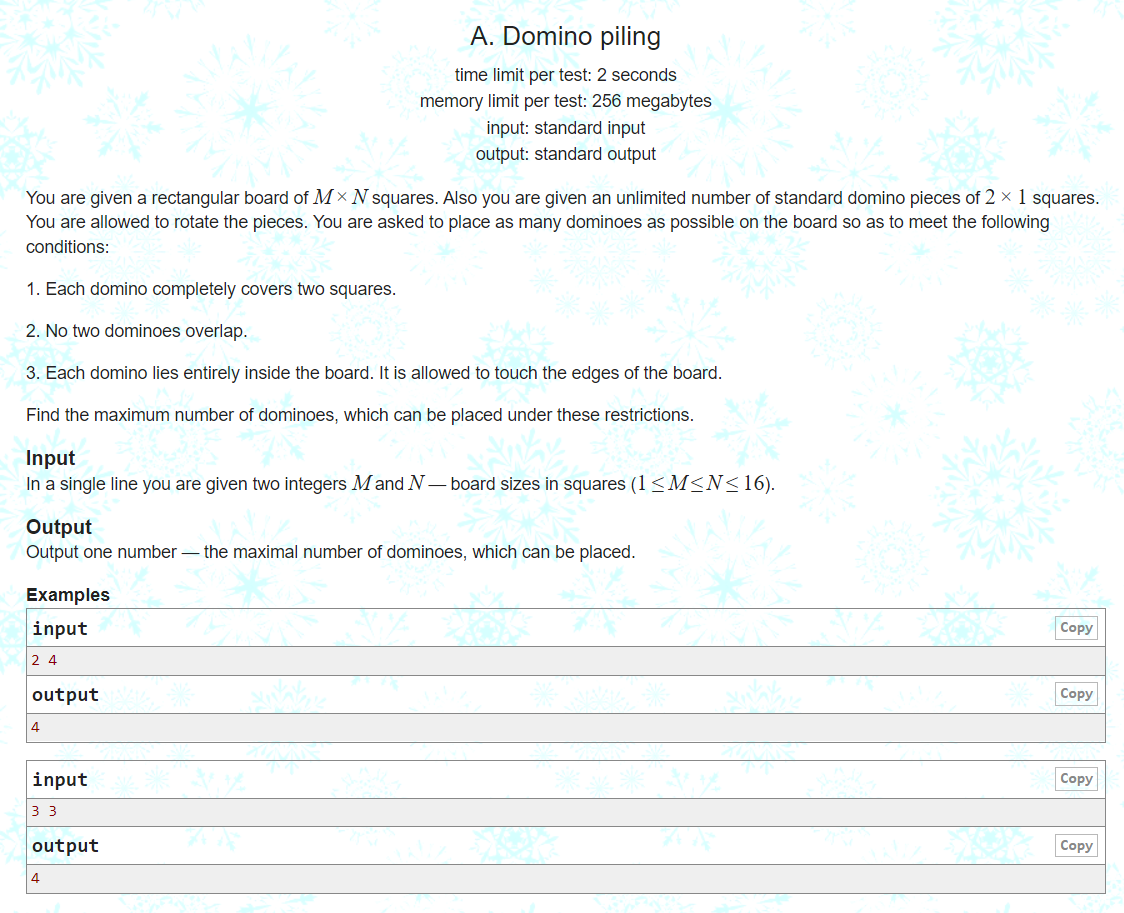 A. Domino piling
time limit per test: 2 seconds
memory limit per test: 256 megabytes
input: standard input
output: standard output
You are given a rectangular board of M × N squares. Also you are given an unlimited number of standard domino pieces of 2 × 1 squares.
You are allowed to rotate the pieces. You are asked to place as many dominoes as possible on the board so as to meet the following
conditions:
1. Each domino completely covers two squares.
2. No two dominoes overlap.
3. Each domino lies entirely inside the board. It is allowed to touch the edges of the board.
Find the maximum number of dominoes, which can be placed under these restrictions.
Input
In a single line you are given two integers M and N — board sizes in squares (1 ≤ M ≤ N ≤ 16).
Output
Output one number — the maximal number of dominoes, which can be placed.
Examples
input Copy
2 4
output Copy
4
input Copy
3 3
output Copy
4